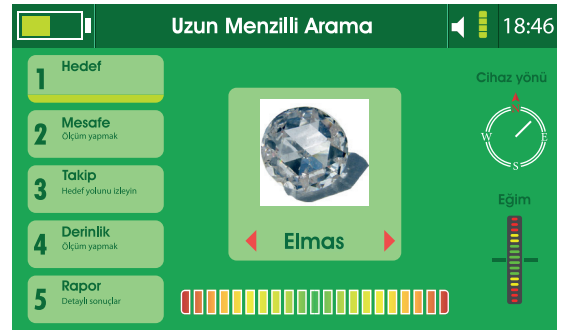 Uzun Menzilli Arama
18:46
1 Hedef
2 Mesafe
Ölçüm yapmak
3 Takip
Hedef yolunu izleyin
4 Derinlik
Ölçüm yapmak
5 Rapor
Detaylı sonuçlar
Elmas
Cihaz yönü
N
W E
S
Eğim